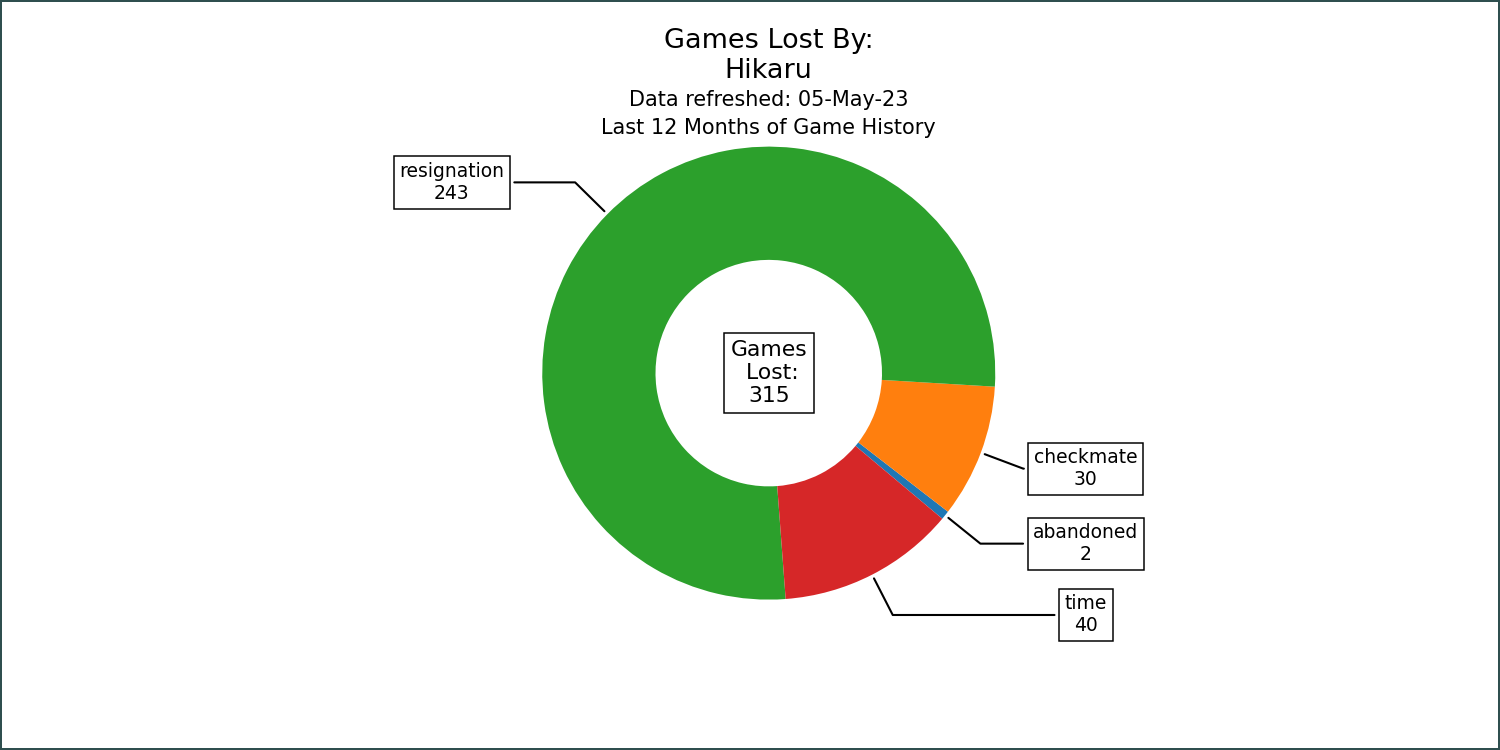 Games Lost By:
Hikaru
Data refreshed: 05-May-23
Last 12 Months of Game History
resignation
243
Games
Lost:
315
checkmate
30
abandoned
2
time
40